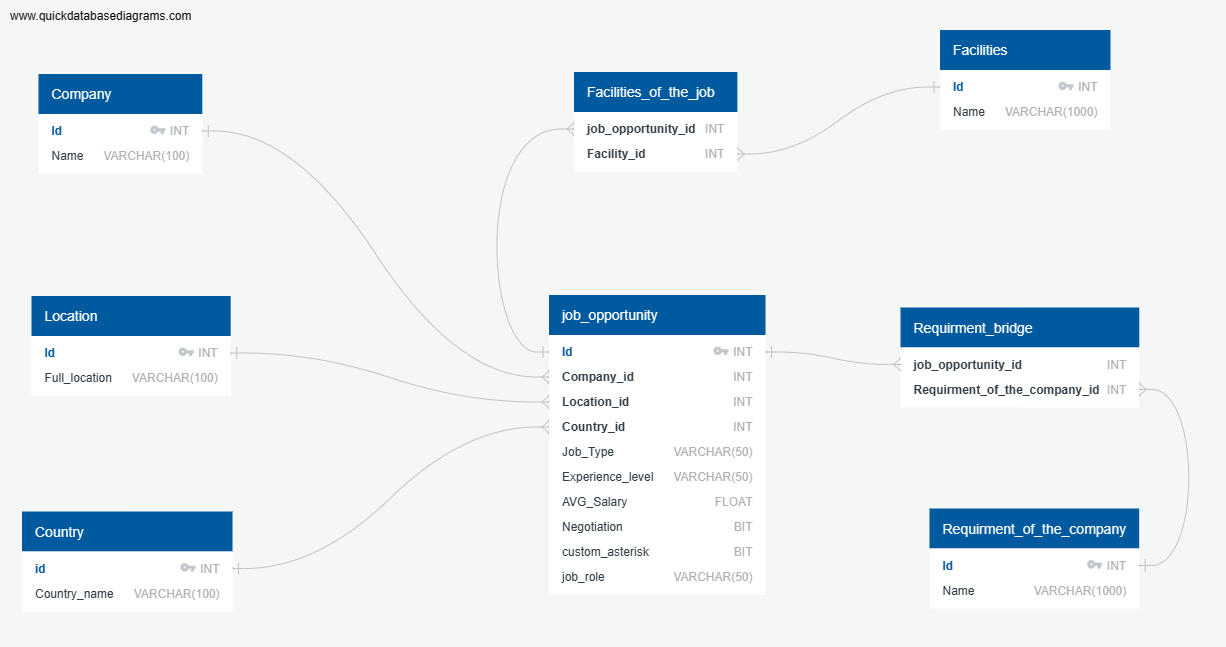 www.quickdatabasediagrams.com
Company
Id INT
Name VARCHAR(100)
Location
Id INT
Full_location VARCHAR(100)
Country
id INT
Country_name VARCHAR(100)
Facilities_of_the_job
job_opportunity_id INT
Facility_id INT
job_opportunity
Id INT
Company_id INT
Location_id INT
Country_id INT
Job_Type VARCHAR(50)
Experience_level VARCHAR(50)
AVG_Salary FLOAT
Negotiation BIT
custom_asterisk BIT
job_role VARCHAR(50)
Facilities
Id INT
Name VARCHAR(1000)
Requirment_bridge
job_opportunity_id INT
Requirment_of_the_company_id INT
Requirment_of_the_company
Id INT
Name VARCHAR(1000)